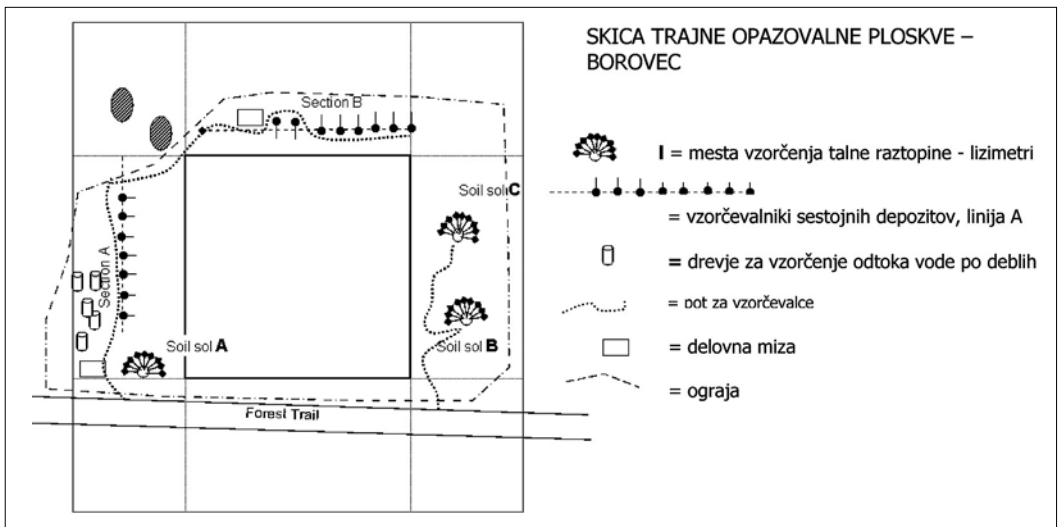 SKICA TRAJNE OPAZOVALNE PLOSKVE –
BOROVEC
Section B
Soil sol C
Section A
Soil sol A
Soil sol B
Forest Trail
I = mesta vzorčenja talne raztopine - lizimetri
= vzorčevalniki sestojnih depozitov, linija A
= drevje za vzorčenje odtoka vode po deblih
= pot za vzorčevalce
= delovna miza
= ograja